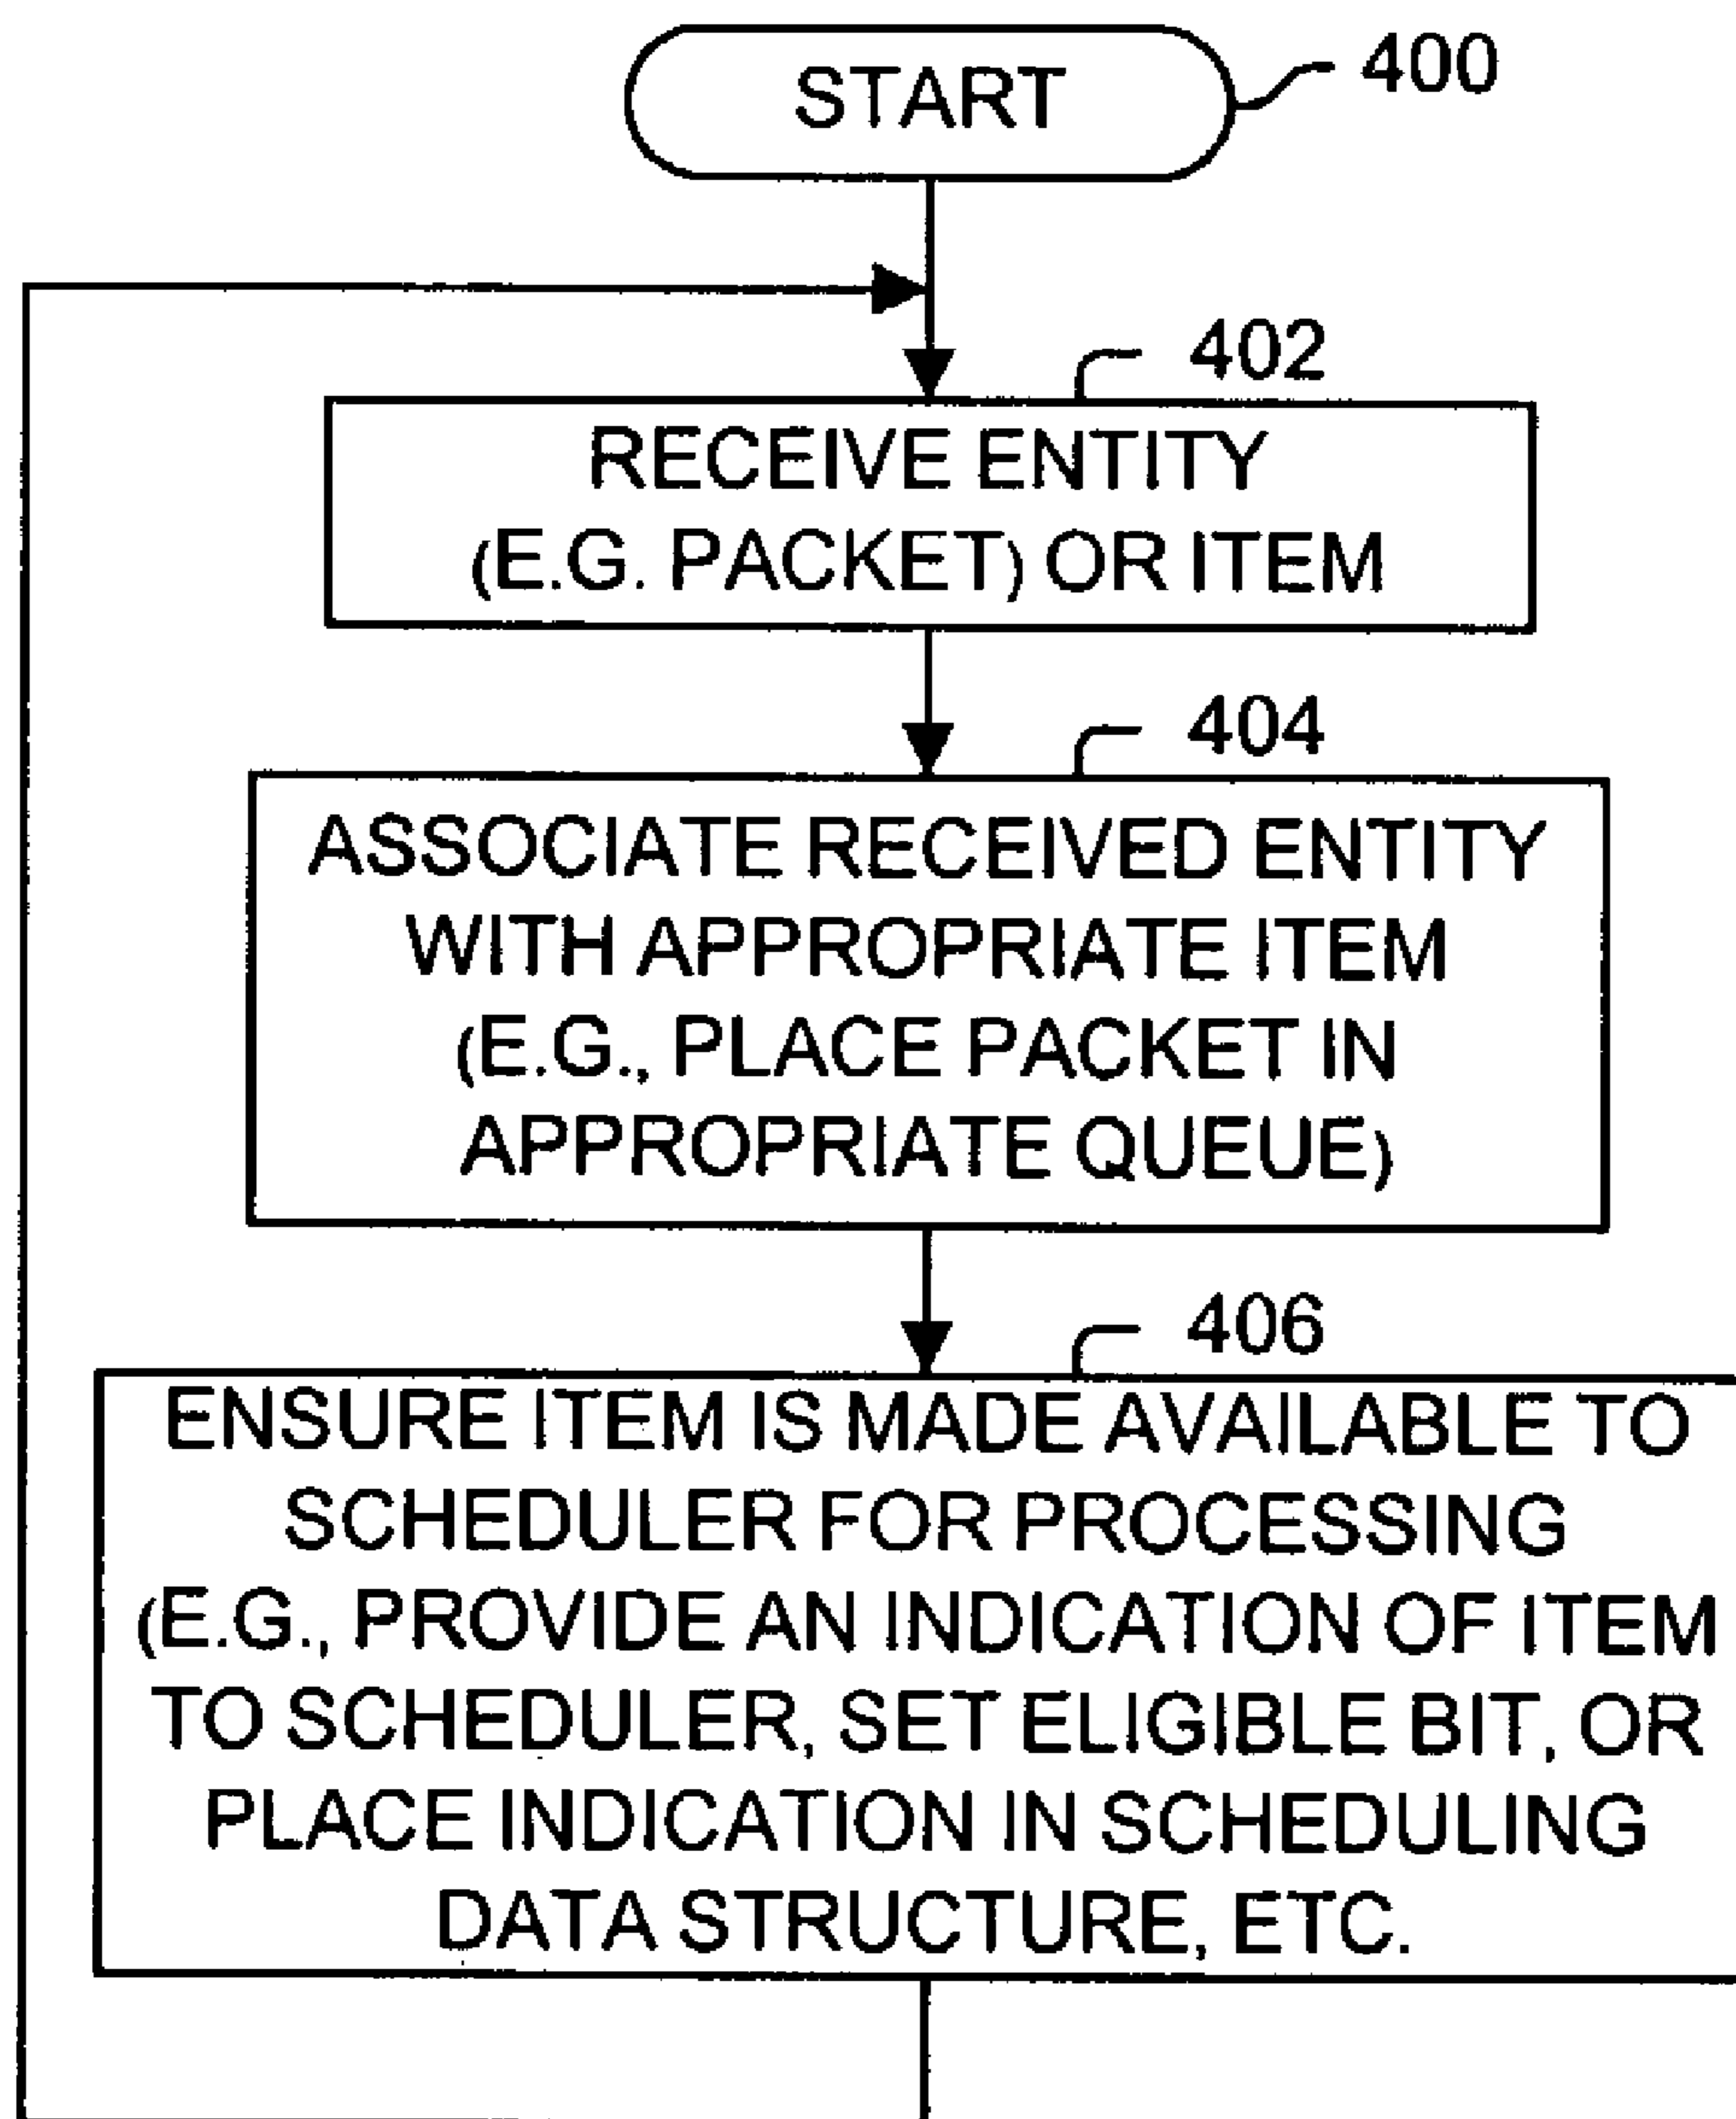 START
400
402
RECEIVE ENTITY
(E.G. PACKET) OR ITEM
404
ASSOCIATE RECEIVED ENTITY
WITH APPROPRIATE ITEM
(E.G., PLACE PACKET IN
APPROPRIATE QUEUE)
406
ENSURE ITEM IS MADE AVAILABLE TO
SCHEDULER FOR PROCESSING
(E.G., PROVIDE AN INDICATION OF ITEM
TO SCHEDULER, SET ELIGIBLE BIT, OR
PLACE INDICATION IN SCHEDULING
DATA STRUCTURE, ETC.